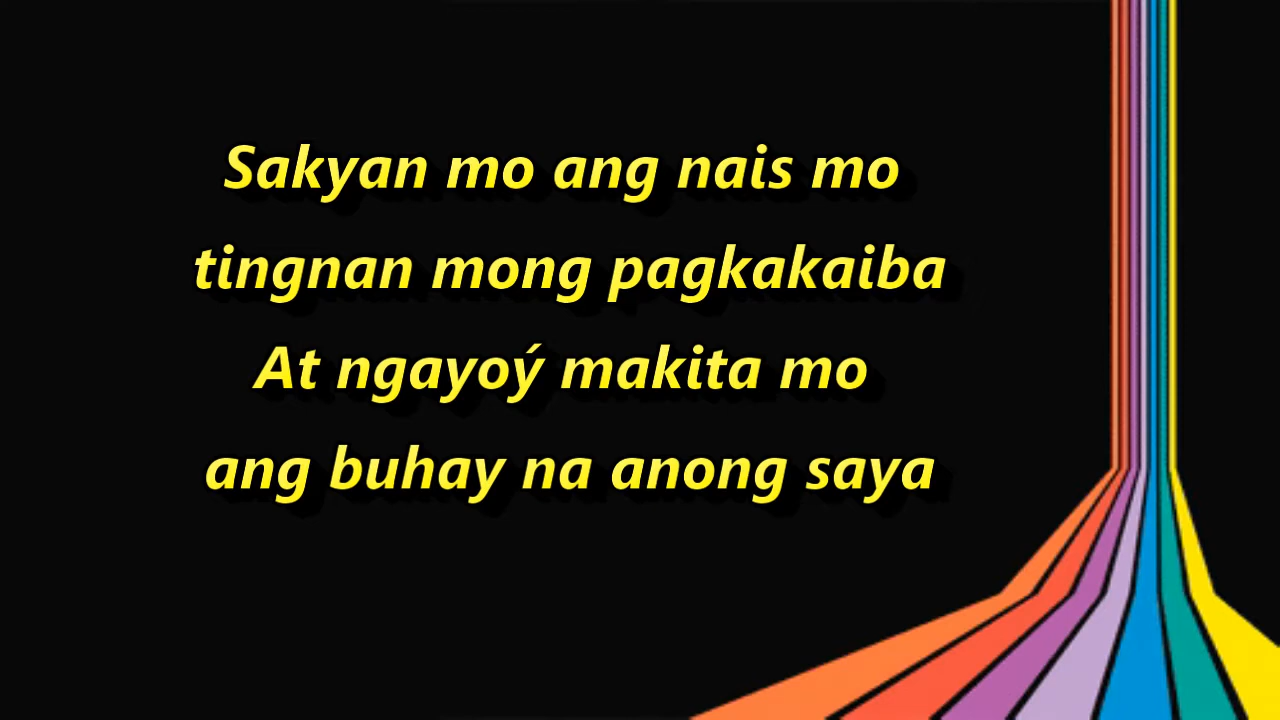 Sakyan mo ang nais mo
tingnan mong pagkakaiba
At ngayoý makita mo
ang buhay na anong saya